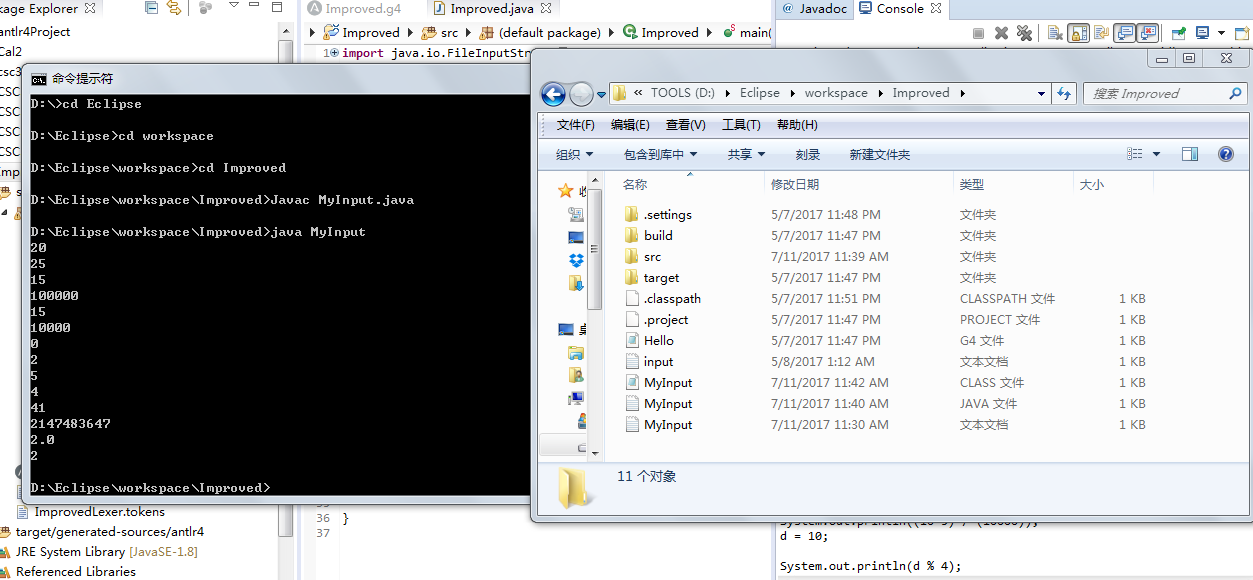 kage Explorer
Improved.g4
Improved.java
Javadoc
Console
antlr4Project
Cal2
csc3
CSC
CSC
CSC
CSC
Imp
Improved
src
(default package)
Improved
main(
1
import java.io.FileInputStr
命令提示符
D:\>cd Eclipse
D:\Eclipse>cd workspace
D:\Eclipse\workspace>cd Improved
D:\Eclipse\workspace\Improved>Javac MyInput.java
D:\Eclipse\workspace\Improved>java MyInput
20
25
15
100000
15
10000
0
2
5
4
41
2147483647
2.0
2
D:\Eclipse\workspace\Improved>
« TOOLS (D:) Eclipse workspace Improved
搜索 Improved
文件(F) 编辑(E) 查看(V) 工具(T) 帮助(H)
组织 包含到库中 共享 刻录 新建文件夹
名称 修改日期 类型 大小
.settings 5/7/2017 11:48 PM 文件夹
build 5/7/2017 11:47 PM 文件夹
src 7/11/2017 11:39 AM 文件夹
target 5/7/2017 11:47 PM 文件夹
.classpath 5/7/2017 11:51 PM CLASSPATH 文件 1 KB
.project 5/7/2017 11:47 PM PROJECT 文件 1 KB
Hello 5/7/2017 11:47 PM G4 文件 1 KB
input 5/8/2017 1:12 AM 文本文档 1 KB
MyInput 7/11/2017 11:42 AM CLASS 文件 1 KB
MyInput 7/11/2017 11:40 AM JAVA 文件 1 KB
MyInput 7/11/2017 11:30 AM 文本文档 1 KB
11 个对象
ImprovedLexer.tokens
target/generated-sources/antlr4
JRE System Library [JavaSE-1.8]
Referenced Libraries
36 }
37
d = 10;
System.out.println(d % 4);